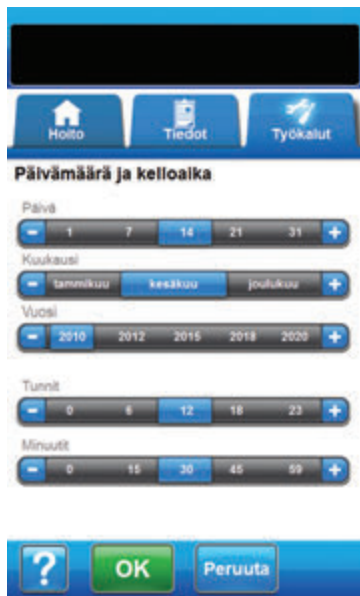 Hoito Tiedot Työkalut
Päivämäärä ja kelloaika
Päivä
- 1 7 14 21 31 +
Kuukausi
- tammikuu kesäkuu joulukuu +
Vuosi
- 2010 2012 2015 2018 2020 +
Tunnit
- 0 6 12 18 23 +
Minuutit
- 0 15 30 45 59 +
? OK Peruuta